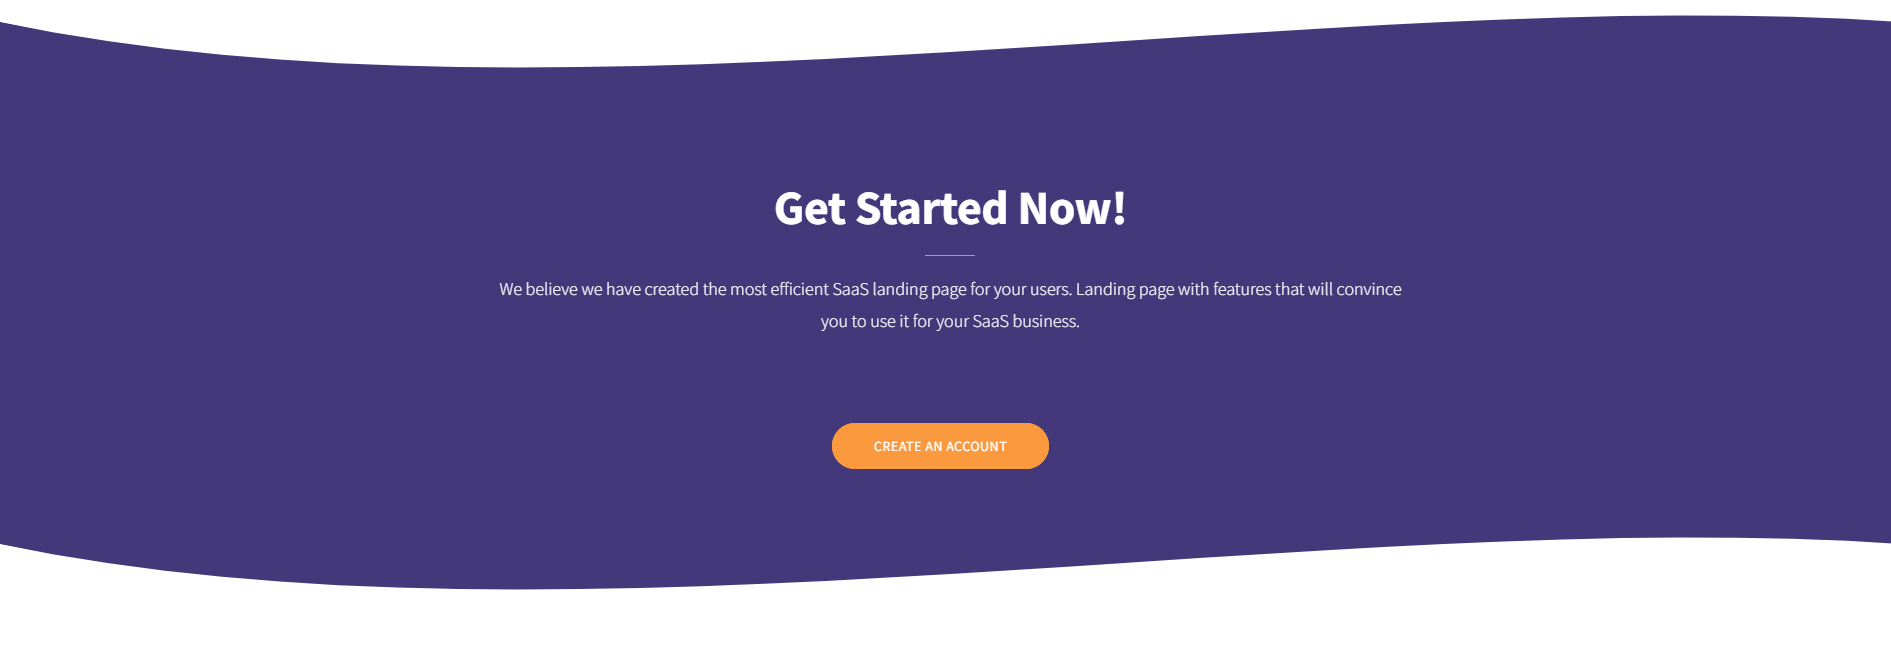 Get Started Now!
We believe we have created the most efficient SaaS landing page for your users. Landing page with features that will convince
you to use it for your SaaS business.
CREATE AN ACCOUNT